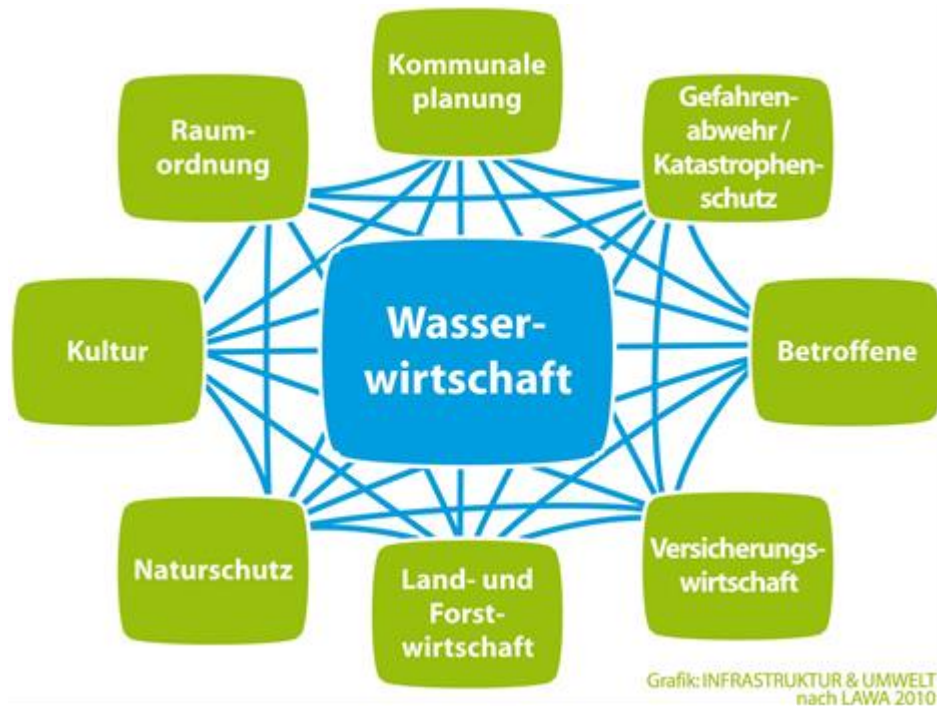 Kommunale
planung
Gefahren-
abwehr /
Katastrophen-
schutz
Raum-
ordnung
Wasser-
wirtschaft
Kultur
Betroffene
Naturschutz
Land- und
Forst-
wirtschaft
Versicherungs-
wirtschaft
Grafik: INFRASTRUKTUR & UMWELT
nach LAWA 2010